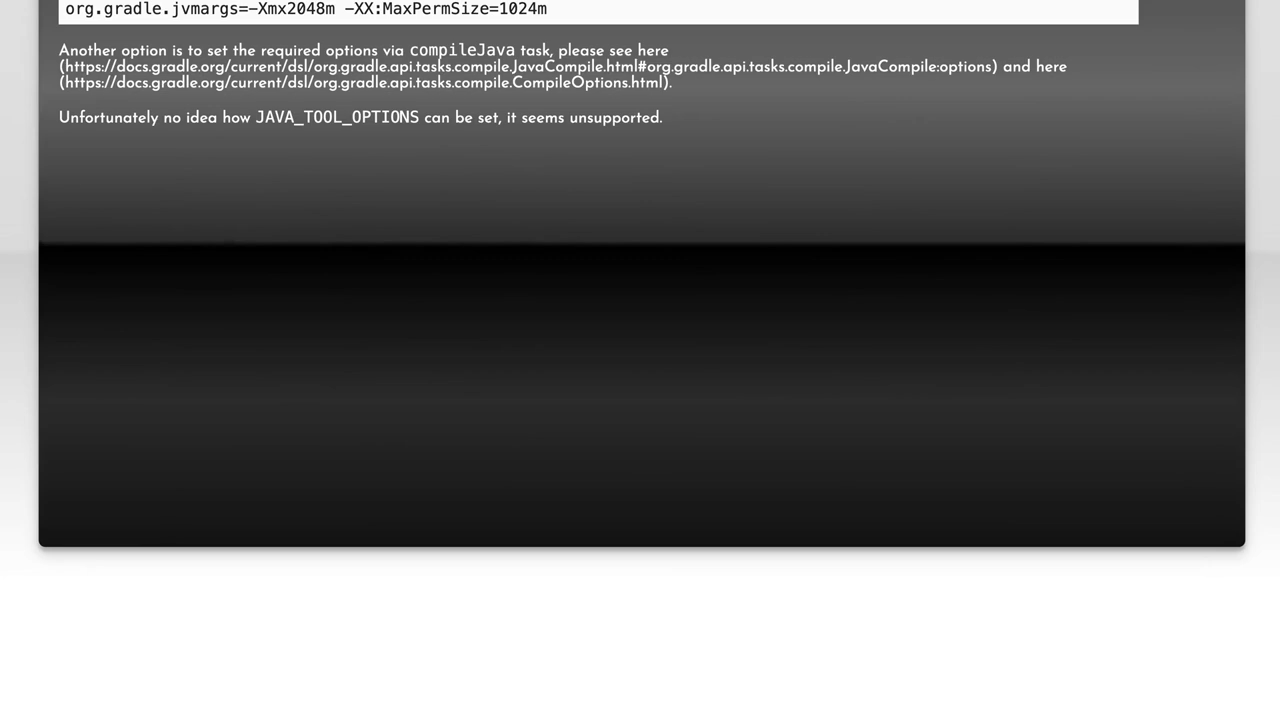 org.gradle.jvmargs=-Xmx2048m -XX:MaxPermSize=1024m
Another option is to set the required options via compileJava task, please see here
(https://docs.gradle.org/current/dsl/org.gradle.api.tasks.compile.JavaCompile.html#org.gradle.api.tasks.compile.JavaCompile:options) and here
(https://docs.gradle.org/current/dsl/org.gradle.api.tasks.compile.CompileOptions.html).
Unfortunately no idea how JAVA_TOOL_OPTIONS can be set, it seems unsupported.